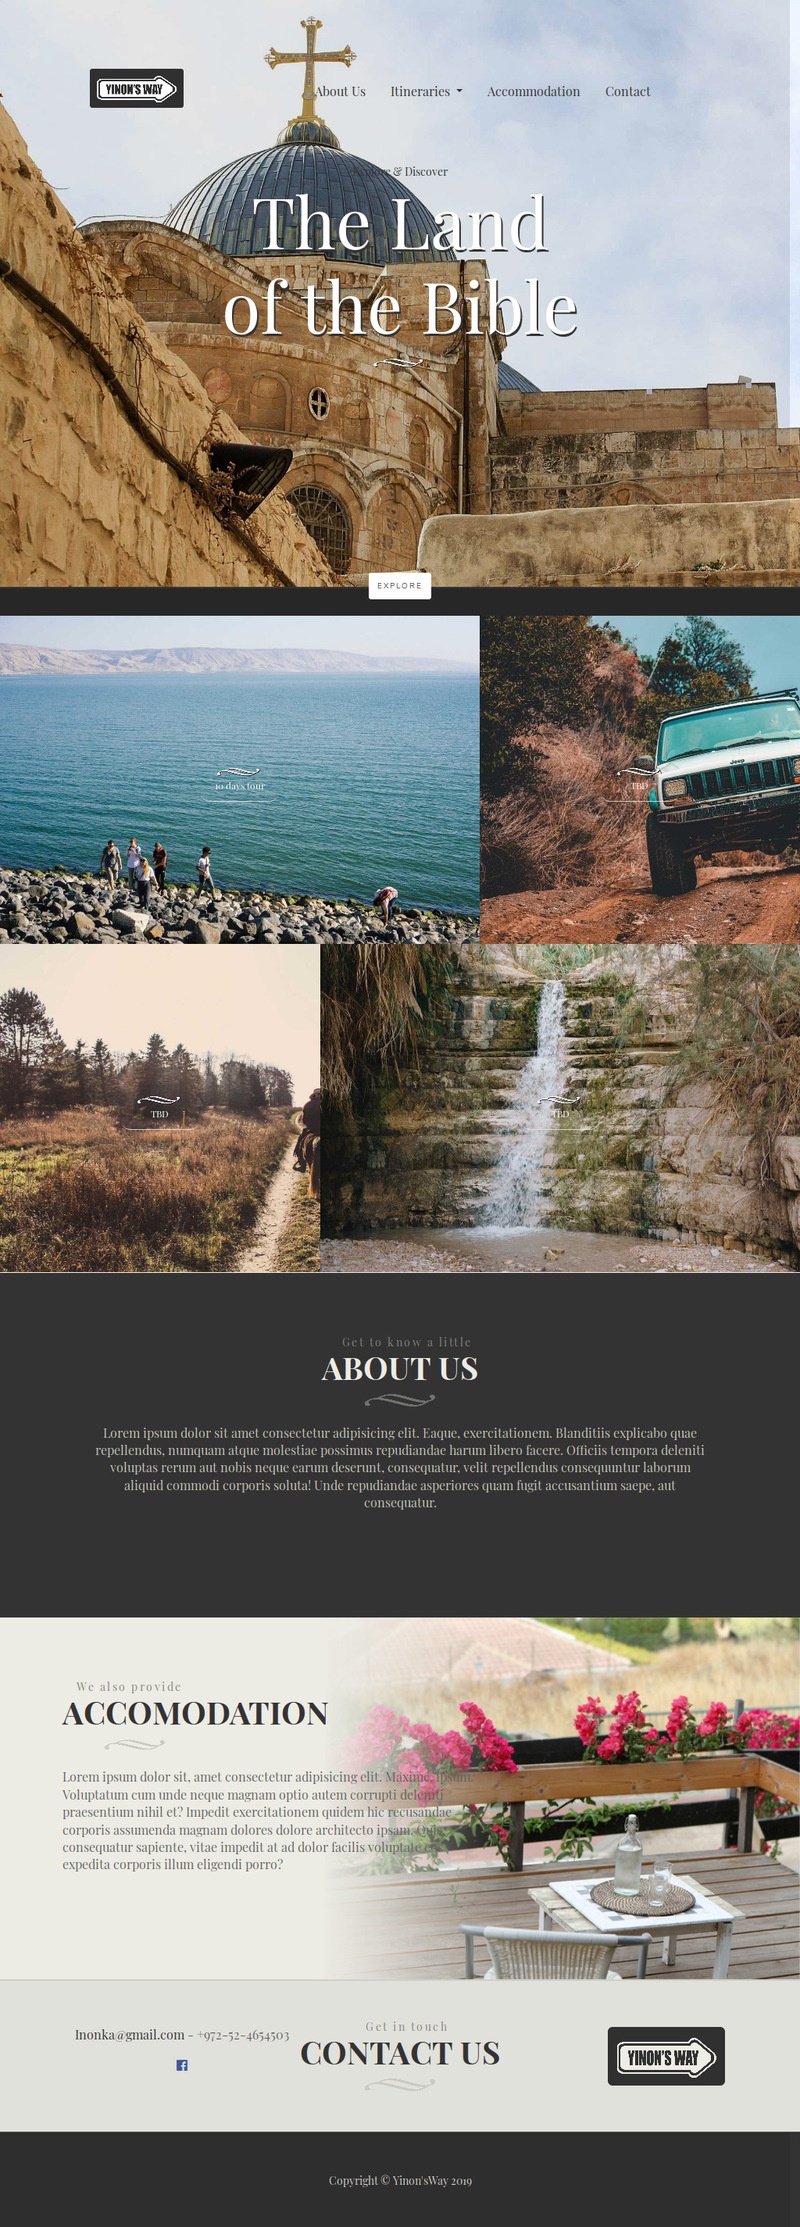 YINON'S WAY
About Us
Itineraries
Accommodation
Contact
Explore & Discover
The Land
of the Bible
EXPLORE
Jeep
10 days tour
TBD
TBD
TBD
Get to know a little
ABOUT US
Lorem ipsum dolor sit amet consectetur adipisicing elit. Eaque, exercitationem. Blanditiis explicabo quae
repellendus, numquam atque molestiae possimus repudiandae harum libero facere. Officiis tempora deleniti
voluptas rerum aut nobis neque earum deserunt, consequatur, velit repellendus consequuntur laborum
aliquid commodi corporis soluta! Unde repudiandae asperiores quam fugit accusantium saepe, aut
consequatur.
We also provide
ACCOMODATION
Lorem ipsum dolor sit, amet consectetur adipisicing elit. Maxime, ipsum.
Voluptatum cum unde neque magnam optio autem corrupti deleniti
praesentium nihil et? Impedit exercitationem quidem hic recusandae
corporis assumenda magnam dolores dolore architecto ipsam. Quis
consequatur sapiente, vitae impedit at ad dolor facilis voluptate
expedita corporis illum eligendi porro?
Inonka@gmail.com - +972-52-4654503
Get in touch
CONTACT US
YINON'S WAY
Copyright © Yinon'sWay 2019